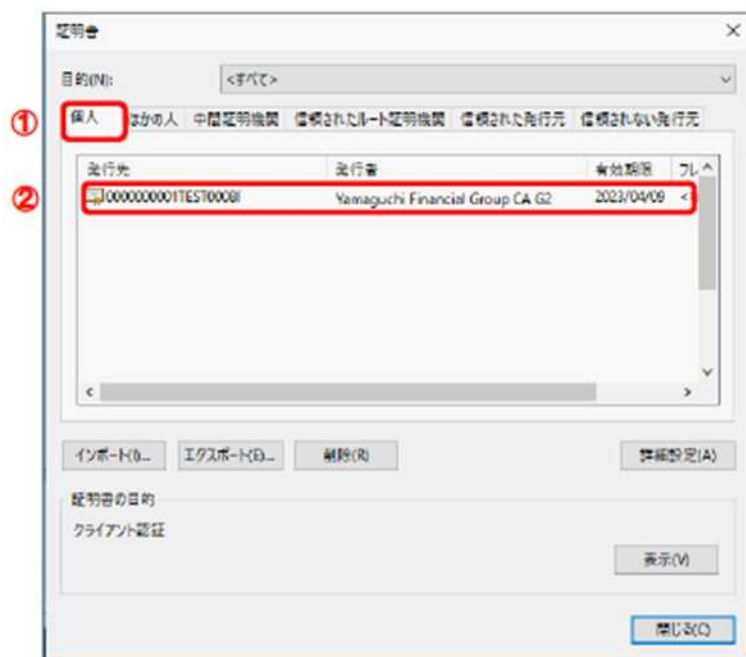 証明書
目的(N): <すべて>
① 個人 ほかの人 中間証明機関 信頼されたルート証明機関 信頼された発行元 信頼されない発行元
発行先 発行者 有効期限 フレ
② 0000000001TEST0008I Yamaguchi Financial Group CA G2 2023/04/09 <
インポート(I)... エクスポート(E)... 削除(R) 詳細設定(A)
証明書の目的
クライアント認証
表示(V)
閉じる(C)